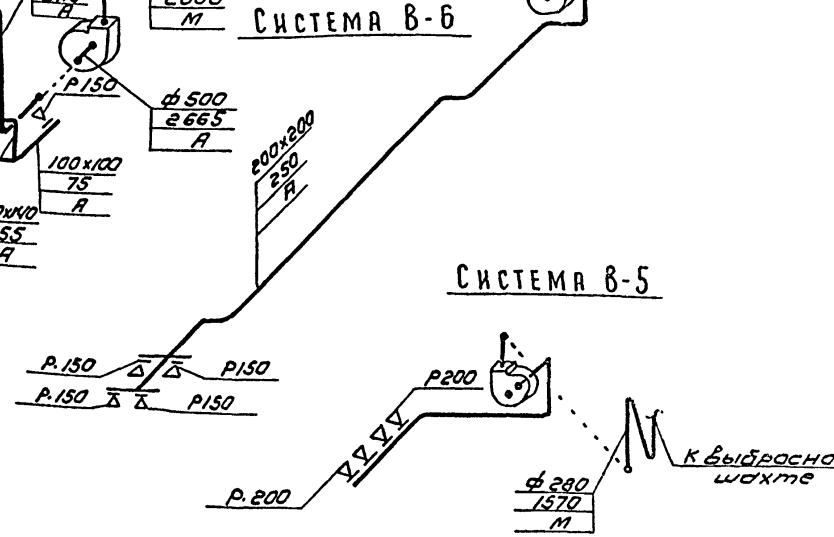 А
2000
М
Система В-6
Р150
ф500
2665
А
200х200
250
А
100х100
75
А
55
А
Система В-5
Р.150
Р150
Р.150
Р150
Р200
Р.200
ф280
1570
М
К выбросно
шахте